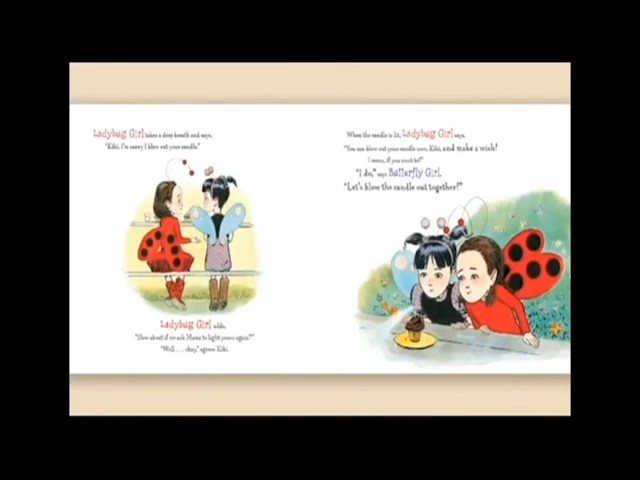 Ladybug Girl takes a deep breath and says,
"Kiki, I'm sorry I blew out your candle."
Ladybug Girl adds,
"How about if we ask Mama to light yours again?"
"Well . . . okay," agrees Kiki.
When the candle is lit, Ladybug Girl says,
"You can blow out your candle now, Kiki, and make a wish!
I mean, if you want to!"
"I do," says Butterfly Girl.
"Let's blow the candle out together!"